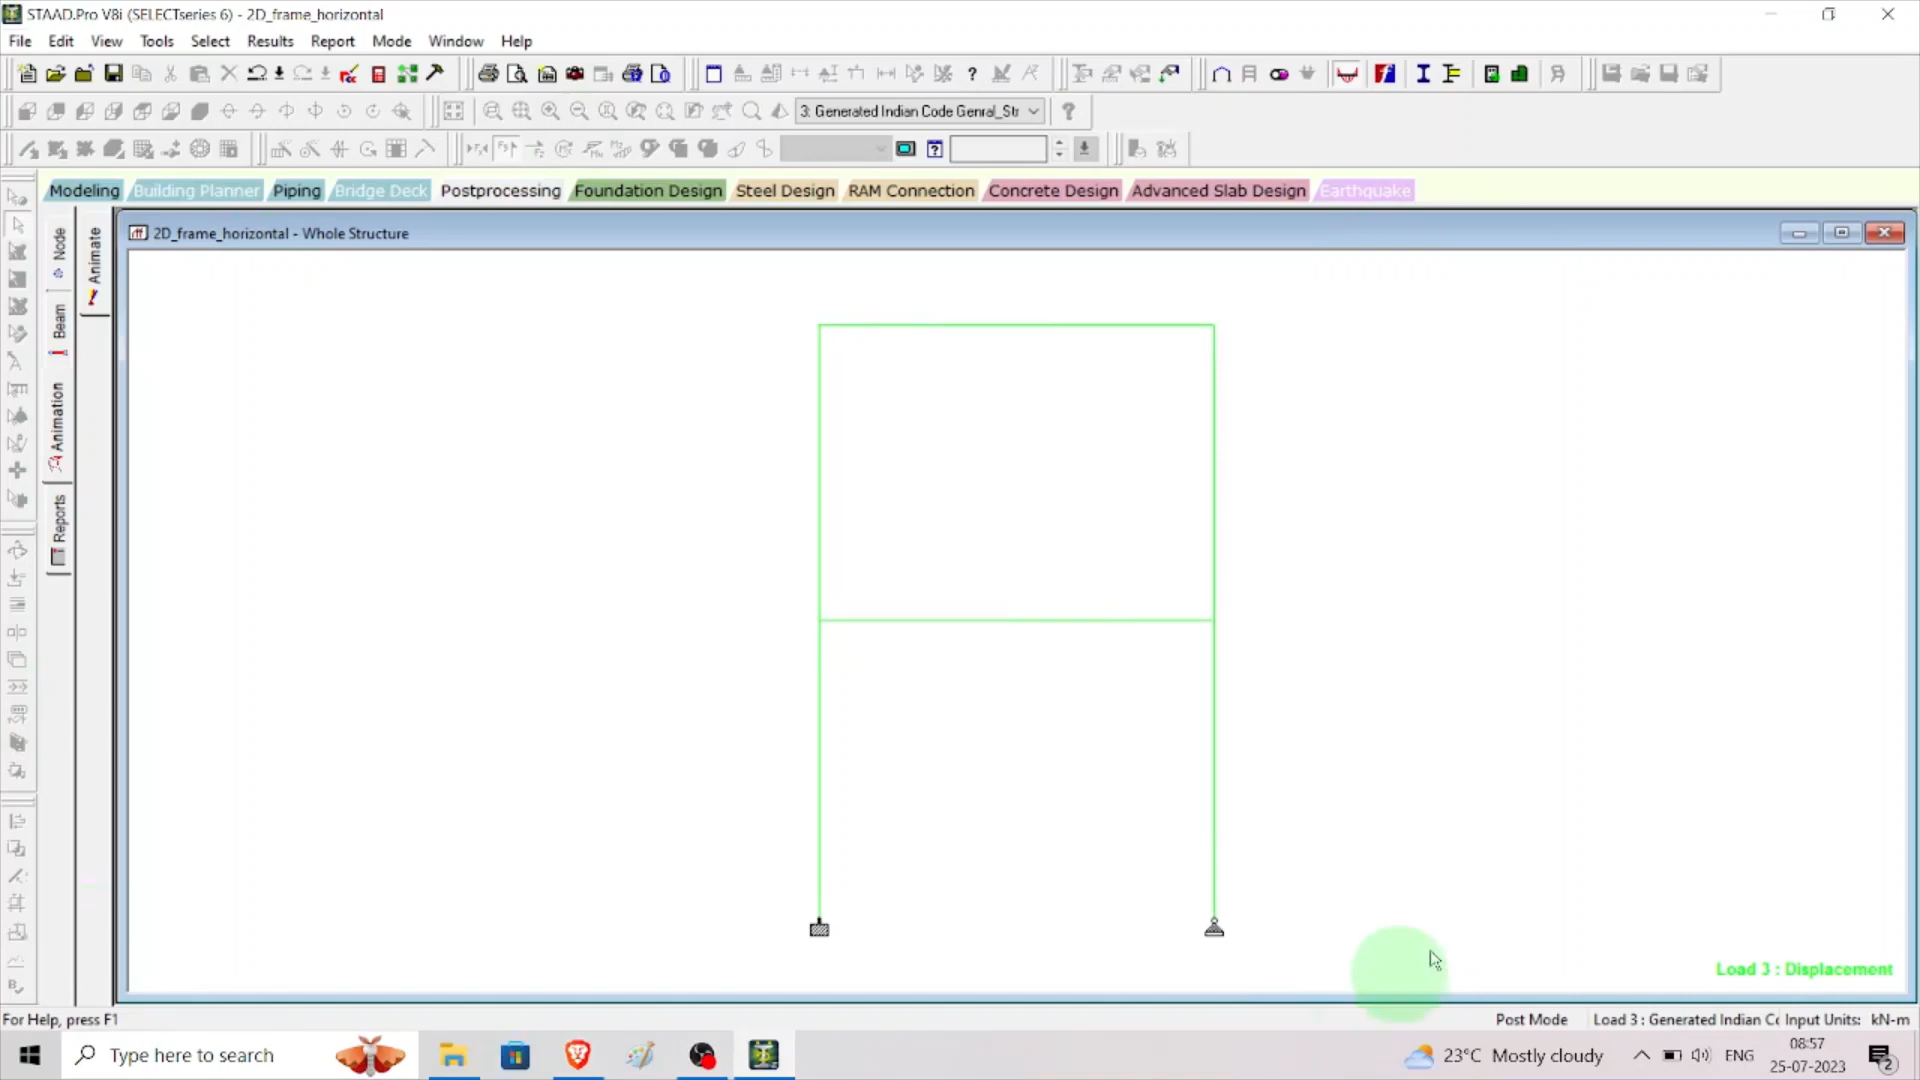 STAAD.Pro V8i (SELECTseries 6) - 2D_frame_horizontal
File Edit View Tools Select Results Report Mode Window Help
3: Generated Indian Code Genral_Str
Modeling Building Planner Piping Bridge Deck Postprocessing Foundation Design Steel Design RAM Connection Concrete Design Advanced Slab Design Earthquake
2D_frame_horizontal - Whole Structure
Node
Beam
Animation
Reports
Animate
Load 3 : Displacement
For Help, press F1
Post Mode
Load 3 : Generated Indian Co
Input Units: kN-m
Type here to search
23°C Mostly cloudy
ENG
08:57
25-07-2023
2